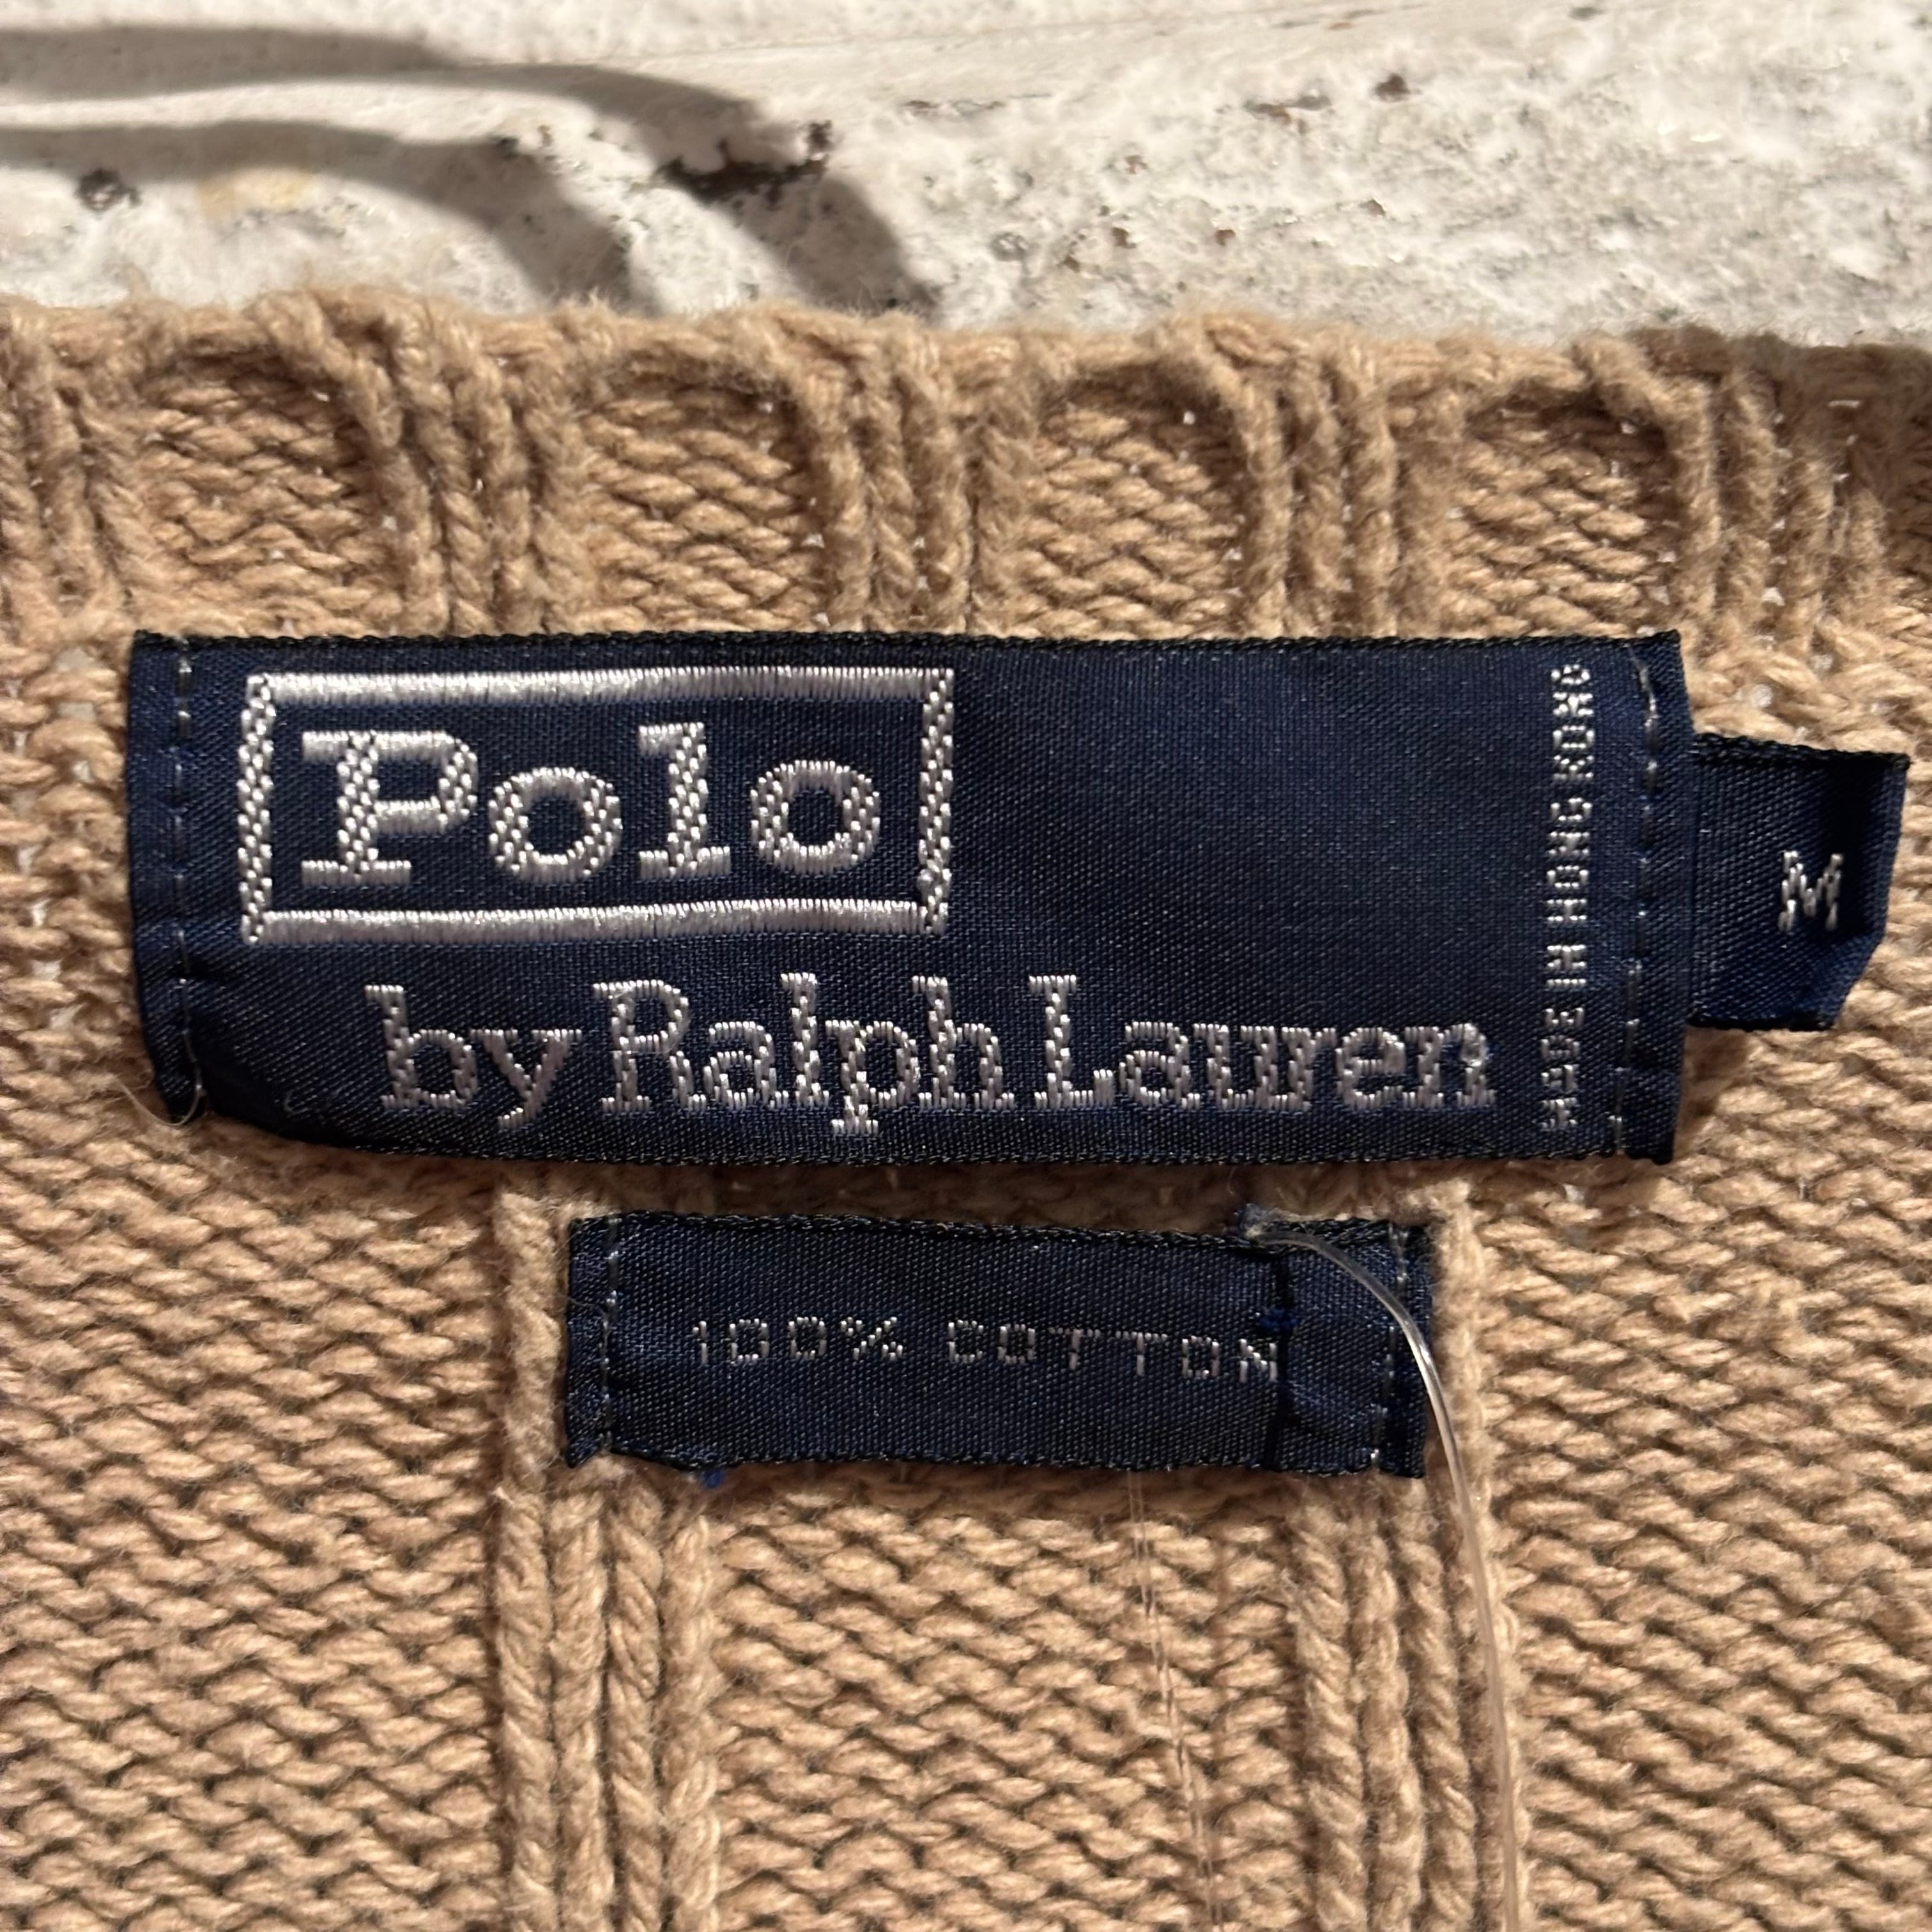 Polo
by Ralph Lauren
MADE IN HONG KONG
M
100% COTTON